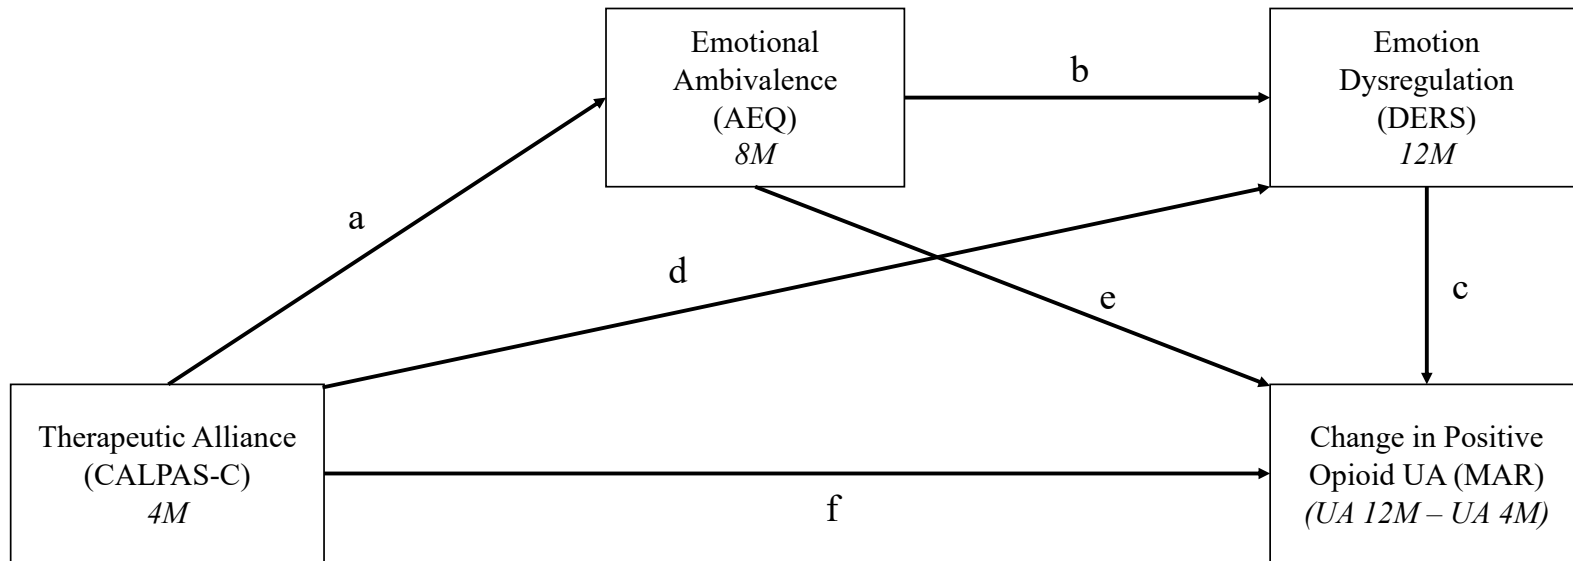 Emotional
Ambivalence
(AEQ)
8M
b
Emotion
Dysregulation
(DERS)
12M
a
d
e
c
Therapeutic Alliance
(CALPAS-C)
4M
f
Change in Positive
Opioid UA (MAR)
(UA 12M – UA 4M)